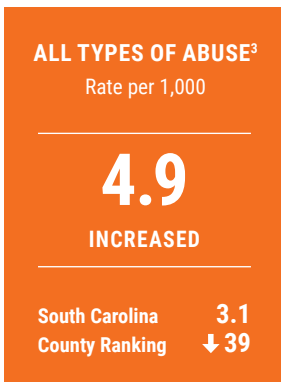 ALL TYPES OF ABUSE³
Rate per 1,000
4.9
INCREASED
South Carolina 3.1
County Ranking ↓ 39